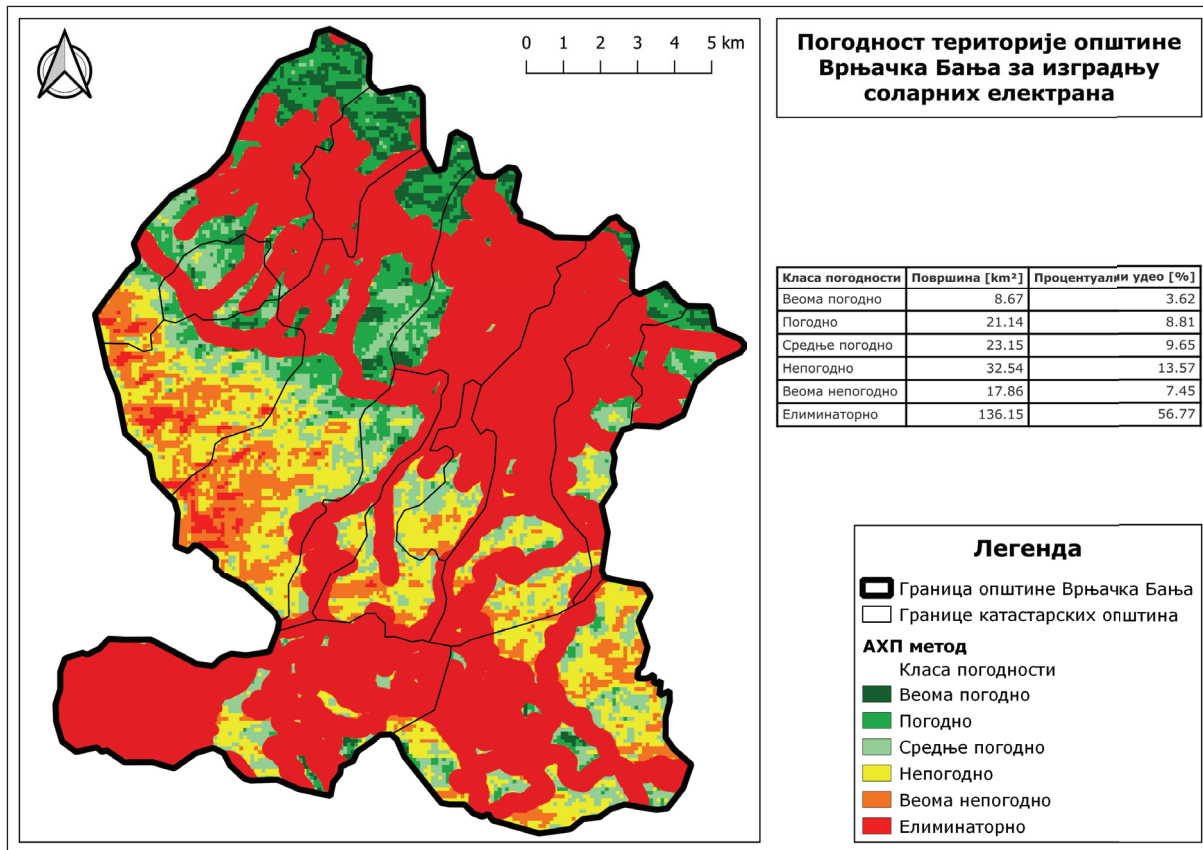 0 1 2 3 4 5 km
Погодност територије општине
Врњачка Бања за изградњу
соларних електрана
Класа погодности Површина [km²] Процентуални удео [%]
Веома погодно 8.67 3.62
Погодно 21.14 8.81
Средње погодно 23.15 9.65
Непогодно 32.54 13.57
Веома непогодно 17.86 7.45
Елиминаторно 136.15 56.77
Легенда
Граница општине Врњачка Бања
Границе катастарских општина
АХП метод
Класа погодности
Веома погодно
Погодно
Средње погодно
Непогодно
Веома непогодно
Елиминаторно